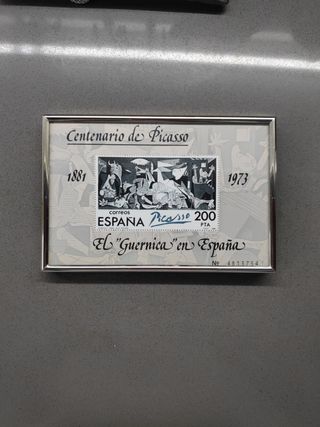 Centenario de Picasso
1881
1973
correos
ESPAÑA
Picasso
200
PTA
El "Guernica" en España
Nº